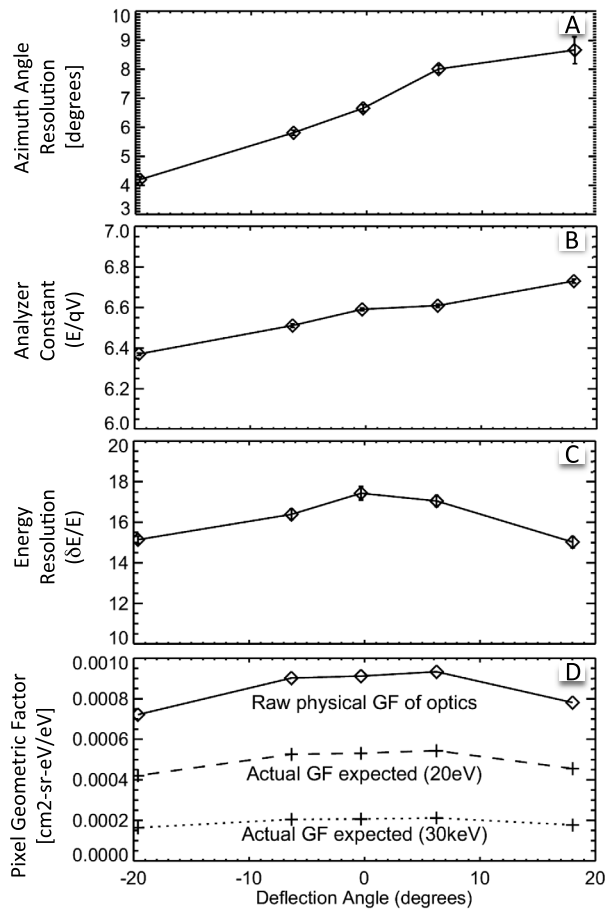 A
Azimuth Angle
Resolution
[degrees]
10
9
8
7
6
5
4
3
B
Analyzer
Constant
(E/qV)
7.0
6.8
6.6
6.4
6.2
6.0
C
Energy
Resolution
(δE/E)
20
18
16
14
12
10
D
Pixel Geometric Factor
[cm2-sr-eV/eV]
0.0010
0.0008
0.0006
0.0004
0.0002
0.0000
Raw physical GF of optics
Actual GF expected (20eV)
Actual GF expected (30keV)
-20 -10 0 10 20
Deflection Angle (degrees)